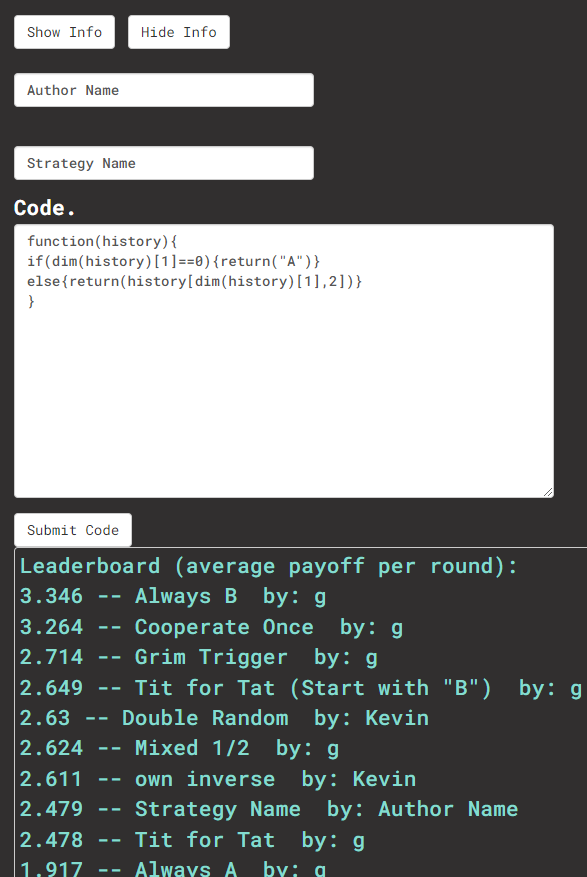 Show Info Hide Info
Author Name
Strategy Name
Code.
function(history){
if(dim(history)[1]==0){return("A")}
else{return(history[dim(history)[1],2])}
}
Submit Code
Leaderboard (average payoff per round):
3.346 -- Always B  by: g
3.264 -- Cooperate Once  by: g
2.714 -- Grim Trigger  by: g
2.649 -- Tit for Tat (Start with "B")  by: g
2.63 -- Double Random  by: Kevin
2.624 -- Mixed 1/2  by: g
2.611 -- own inverse  by: Kevin
2.479 -- Strategy Name  by: Author Name
2.478 -- Tit for Tat  by: g
1.917 -- Always A  by: g